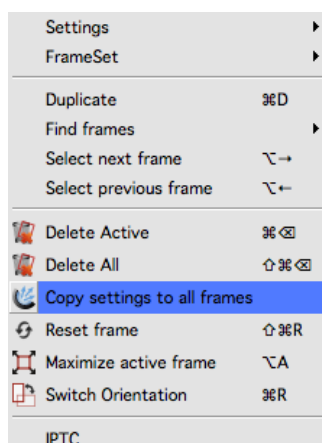 Settings
FrameSet
Duplicate ⌘D
Find frames
Select next frame ⌥→
Select previous frame ⌥←
Delete Active ⌘⌫
Delete All ⇧⌘⌫
Copy settings to all frames
Reset frame ⇧⌘R
Maximize active frame ⌥A
Switch Orientation ⌘R
IPTC